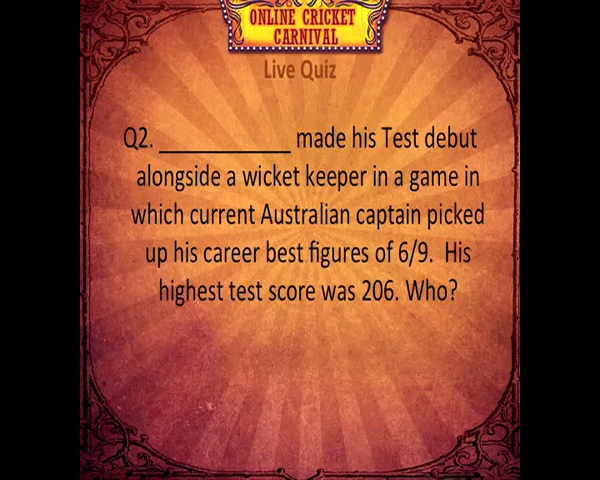 ONLINE CRICKET
CARNIVAL
Live Quiz
Q2. ____________ made his Test debut
alongside a wicket keeper in a game in
which current Australian captain picked
up his career best figures of 6/9. His
highest test score was 206. Who?